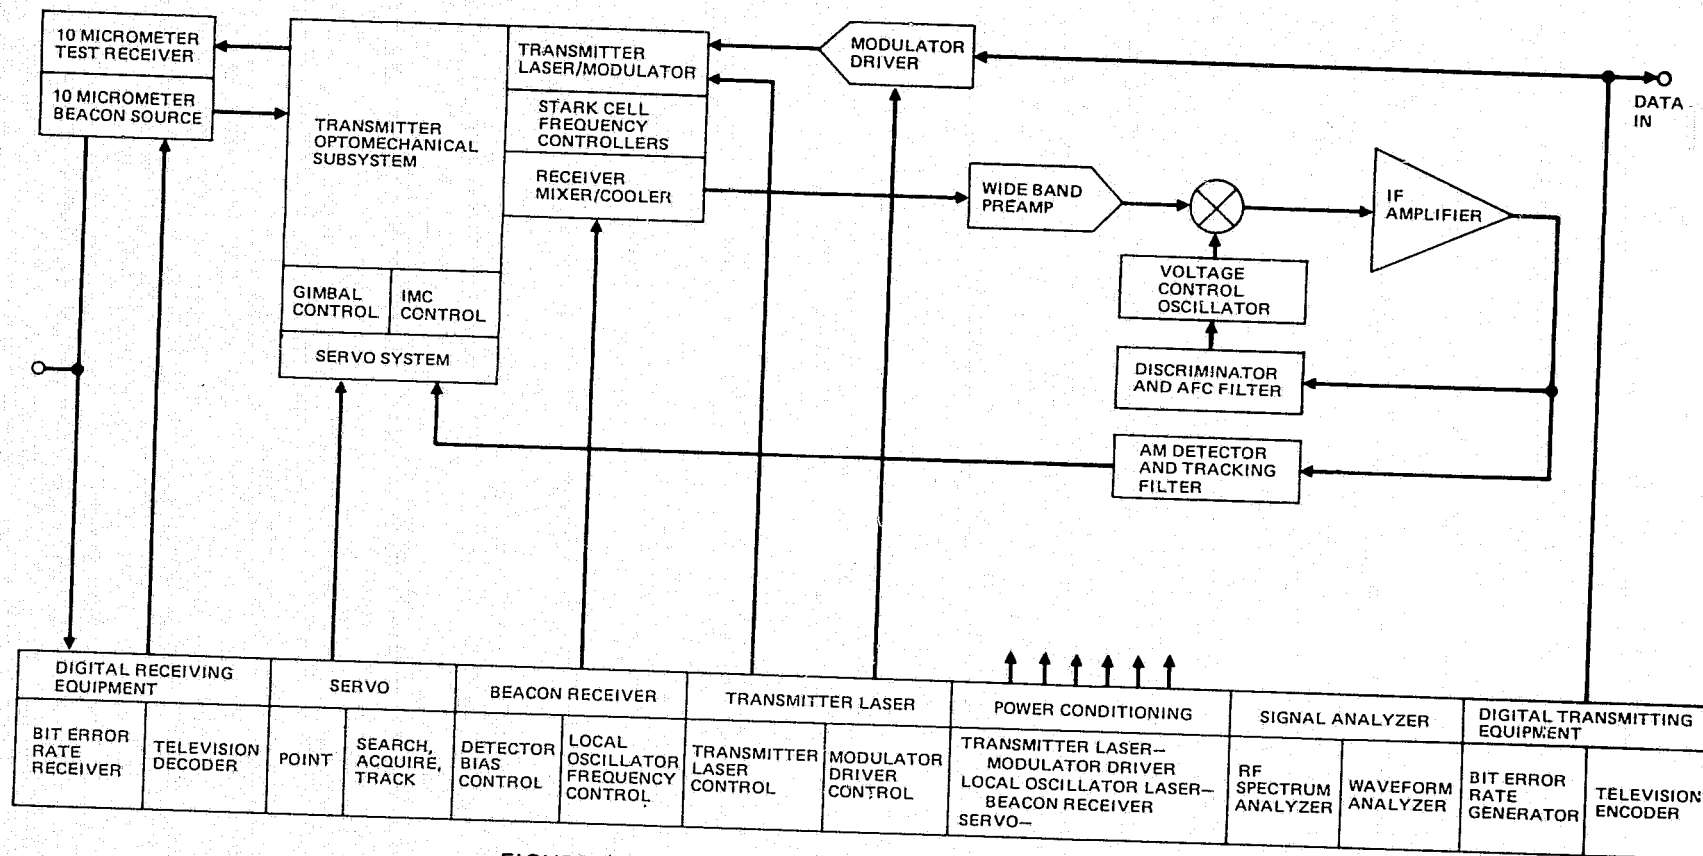 10 MICROMETER
TEST RECEIVER
10 MICROMETER
BEACON SOURCE
TRANSMITTER
OPTOMECHANICAL
SUBSYSTEM
TRANSMITTER
LASER/MODULATOR
STARK CELL
FREQUENCY
CONTROLLERS
RECEIVER
MIXER/COOLER
GIMBAL
CONTROL
IMC
CONTROL
SERVO SYSTEM
MODULATOR
DRIVER
DATA
IN
WIDE BAND
PREAMP
IF
AMPLIFIER
VOLTAGE
CONTROL
OSCILLATOR
DISCRIMINATOR
AND AFC FILTER
AM DETECTOR
AND TRACKING
FILTER
DIGITAL RECEIVING
EQUIPMENT
BIT ERROR
RATE
RECEIVER
TELEVISION
DECODER
SERVO
POINT
SEARCH,
ACQUIRE,
TRACK
BEACON RECEIVER
DETECTOR
BIAS
CONTROL
LOCAL
OSCILLATOR
FREQUENCY
CONTROL
TRANSMITTER LASER
TRANSMITTER
LASER
CONTROL
MODULATOR
DRIVER
CONTROL
POWER CONDITIONING
TRANSMITTER LASER—
MODULATOR DRIVER
LOCAL OSCILLATOR LASER—
BEACON RECEIVER
SERVO—
SIGNAL ANALYZER
RF
SPECTRUM
ANALYZER
WAVEFORM
ANALYZER
DIGITAL TRANSMITTING
EQUIPMENT
BIT ERROR
RATE
GENERATOR
TELEVISION
ENCODER